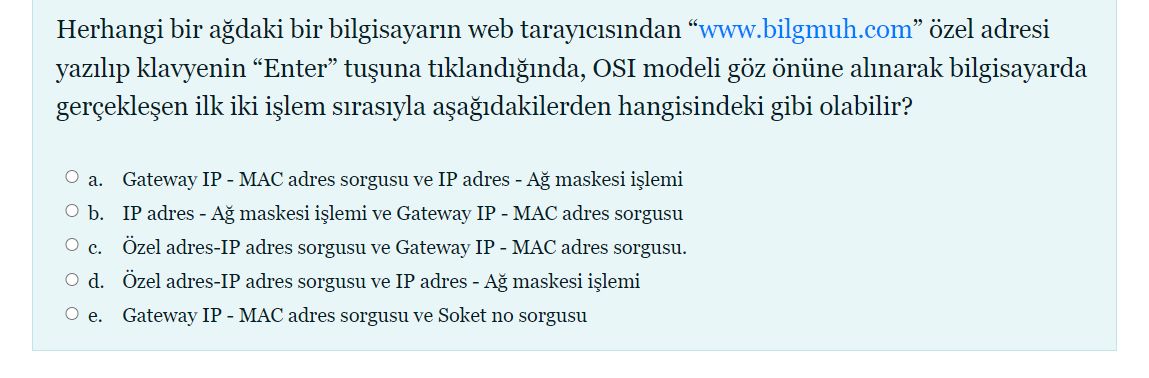 Herhangi bir ağdaki bir bilgisayarın web tarayıcısından “www.bilgmuh.com” özel adresi
yazılıp klavyenin “Enter” tuşuna tıklandığında, OSI modeli göz önüne alınarak bilgisayarda
gerçekleşen ilk iki işlem sırasıyla aşağıdakilerden hangisindeki gibi olabilir?
a. Gateway IP - MAC adres sorgusu ve IP adres - Ağ maskesi işlemi
b. IP adres - Ağ maskesi işlemi ve Gateway IP - MAC adres sorgusu
c. Özel adres-IP adres sorgusu ve Gateway IP - MAC adres sorgusu.
d. Özel adres-IP adres sorgusu ve IP adres - Ağ maskesi işlemi
e. Gateway IP - MAC adres sorgusu ve Soket no sorgusu